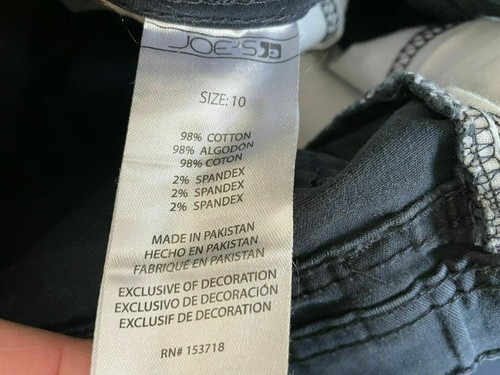 JOE'S
SIZE: 10
98% COTTON
98% ALGODÓN
98% COTON
2% SPANDEX
2% SPANDEX
2% SPANDEX
MADE IN PAKISTAN
HECHO EN PAKISTAN
FABRIQUÉ EN PAKISTAN
EXCLUSIVE OF DECORATION
EXCLUSIVO DE DECORACIÓN
EXCLUSIF DE DECORATION
RN# 153718